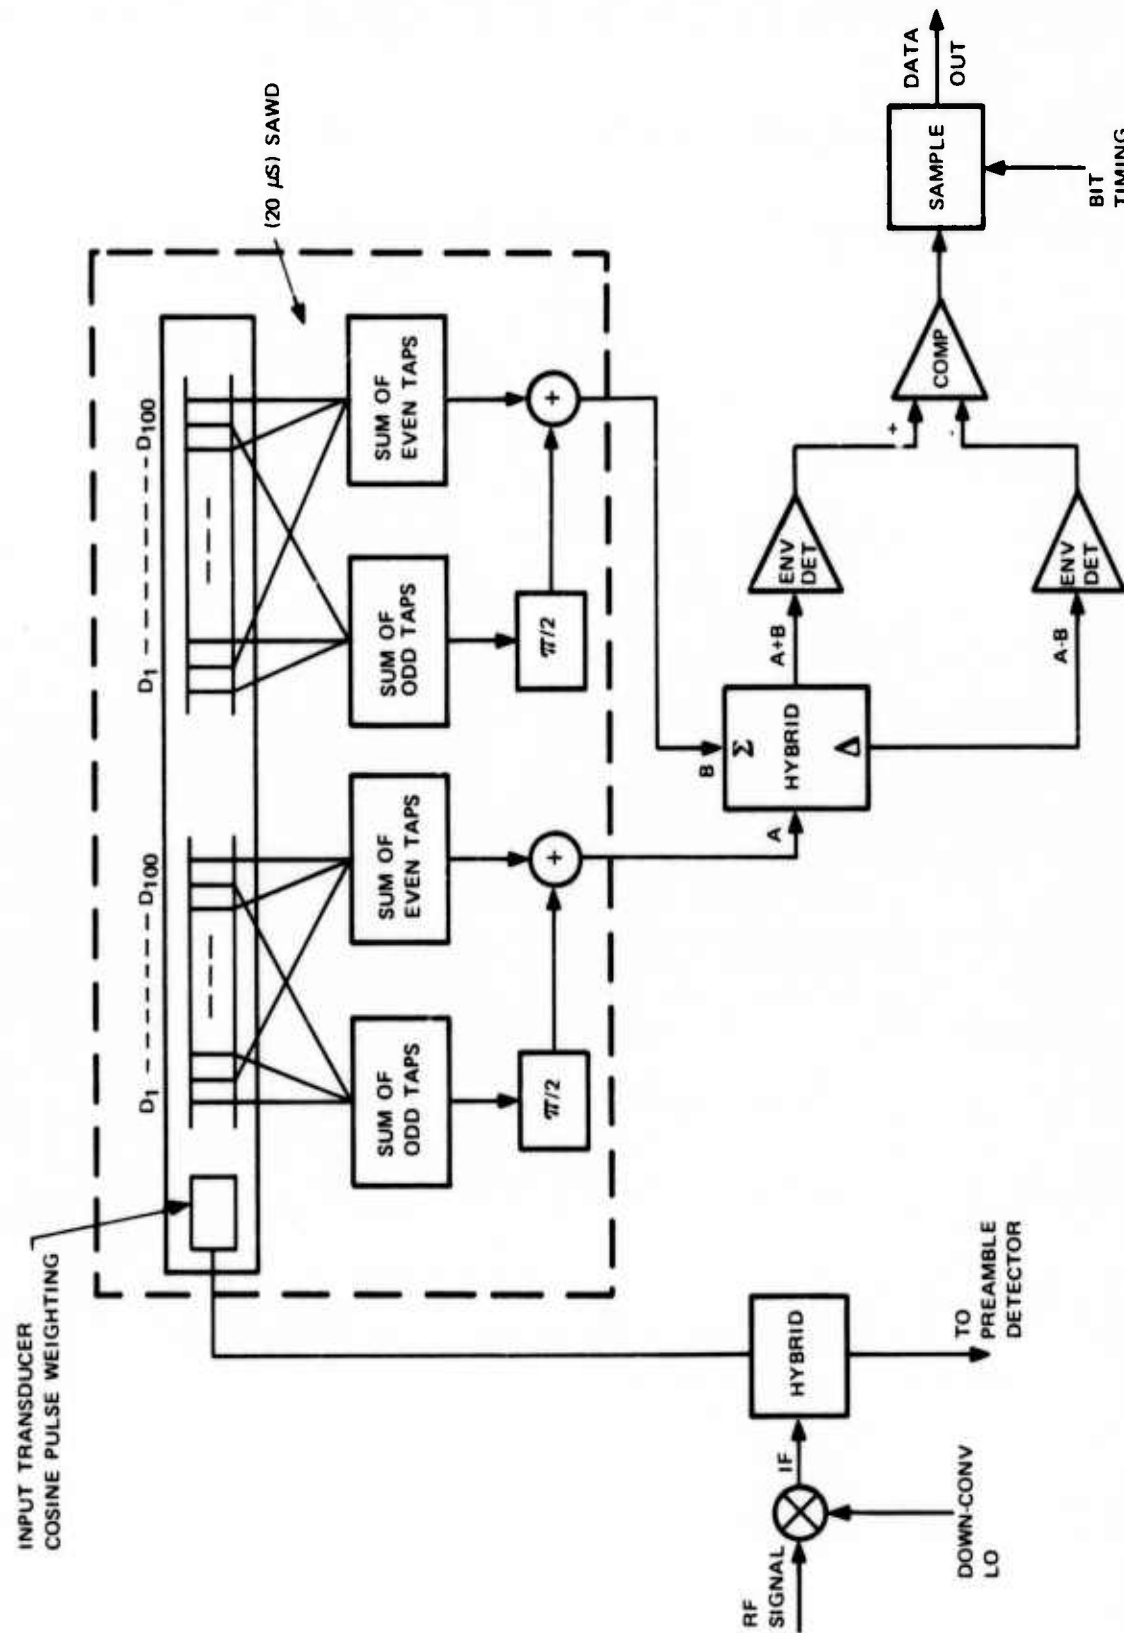 INPUT TRANSDUCER
COSINE PULSE WEIGHTING
D1 — — — — — — D100
D1 — — — — — — D100
(20 μS) SAWD
SUM OF
ODD TAPS
SUM OF
EVEN TAPS
SUM OF
ODD TAPS
SUM OF
EVEN TAPS
π/2
+
π/2
+
RF
SIGNAL
IF
DOWN-CONV
LO
HYBRID
TO
PREAMBLE
DETECTOR
A
B
Σ
HYBRID
Δ
A+B
A-B
ENV
DET
ENV
DET
+
-
COMP
SAMPLE
DATA
OUT
BIT
TIMING